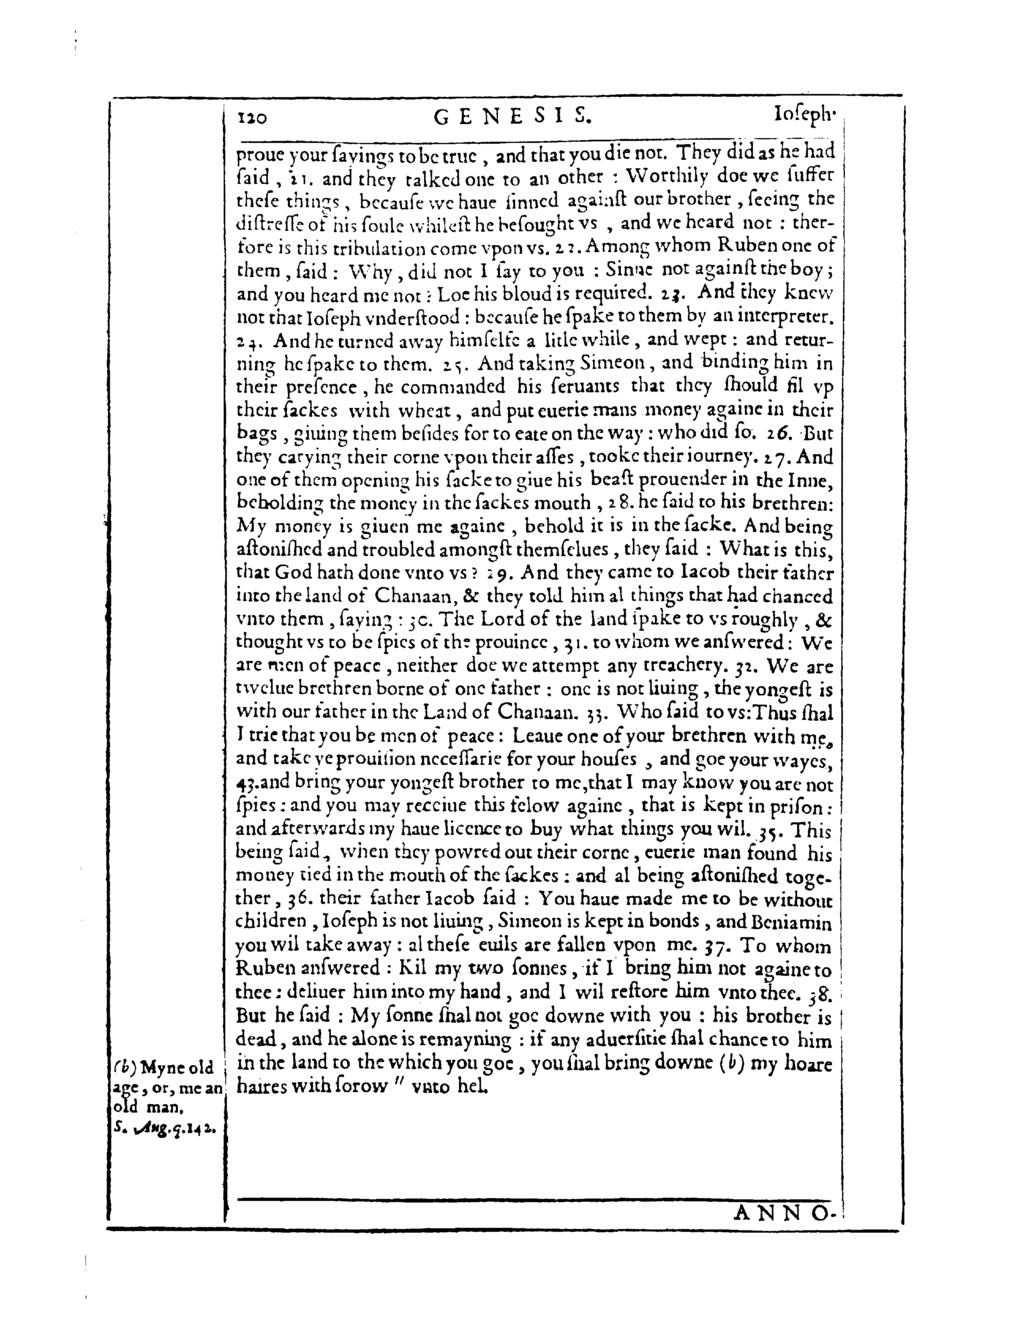 120 GENESIS. Ioſeph·
proue your ſayings to be true , and that you die not. They did as he had
ſaid , 21. and they talked one to an other : Worthily doe we ſuffer
theſe things , becauſe we haue ſinned againſt our brother , ſeeing the
diſtreſſe of his ſoule whileſt he beſought vs , and we heard not : ther-
fore is this tribulation come vpon vs. 22. Among whom Ruben one of
them , ſaid : Why , did not I ſay to you : Sinne not againſt the boy ;
and you heard me not : Loe his bloud is required. 23. And they knew
not that Ioſeph vnderſtood : becauſe he ſpake to them by an interpreter.
24. And he turned away himſelfe a litle while , and wept : and retur-
ning he ſpake to them. 25. And taking Simeon , and binding him in
their preſence , he commanded his ſeruants that they ſhould fil vp
their ſackes with wheat , and put euerie mans money againe in their
bags , giuing them beſides for to eate on the way : who did ſo. 26. But
they carying their corne vpon their aſſes , tooke their iourney. 27. And
one of them opening his ſacke to giue his beaſt prouender in the Inne,
beholding the money in the ſackes mouth , 28. he ſaid to his brethren:
My money is giuen me againe , behold it is in the ſacke. And being
aſtoniſhed and troubled amongſt themſelues , they ſaid : What is this,
that God hath done vnto vs ? 29. And they came to Iacob their father
into the land of Chanaan, & they told him al things that had chanced
vnto them , ſaying : 30. The Lord of the land ſpake to vs roughly , &
thought vs to be ſpies of the prouince , 31. to whom we anſwered : We
are men of peace , neither doe we attempt any treachery. 32. We are
twelue brethren borne of one father : one is not liuing , the yongeſt is
with our father in the Land of Chanaan. 33. Who ſaid to vs:Thus ſhal
I trie that you be men of peace : Leaue one of your brethren with me,
and take ye prouiſion neceſſarie for your houſes , and goe your wayes,
43.and bring your yongeſt brother to me,that I may know you are not
ſpies : and you may receiue this felow againe , that is kept in priſon :
and afterwards my haue licence to buy what things you wil. 35. This
being ſaid, when they powred out their corne , euerie man found his
money tied in the mouth of the ſackes : and al being aſtoniſhed toge-
ther , 36. their father Iacob ſaid : You haue made me to be without
children , Ioſeph is not liuing , Simeon is kept in bonds , and Beniamin
you wil take away : al theſe euils are fallen vpon me. 37. To whom
Ruben anſwered : Kil my two ſonnes , if I bring him not againe to
thee : deliuer him into my hand , and I wil reſtore him vnto thee. 38.
But he ſaid : My ſonne ſhal not goe downe with you : his brother is
dead , and he alone is remayning : if any aduerſitie ſhal chance to him
in the land to the which you goe , you ſhal bring downe (b) my hoare
haires with ſorow " vnto hel.
(b) Myne old
age , or, me an
old man.
S. Aug.q.142.
ANNO-